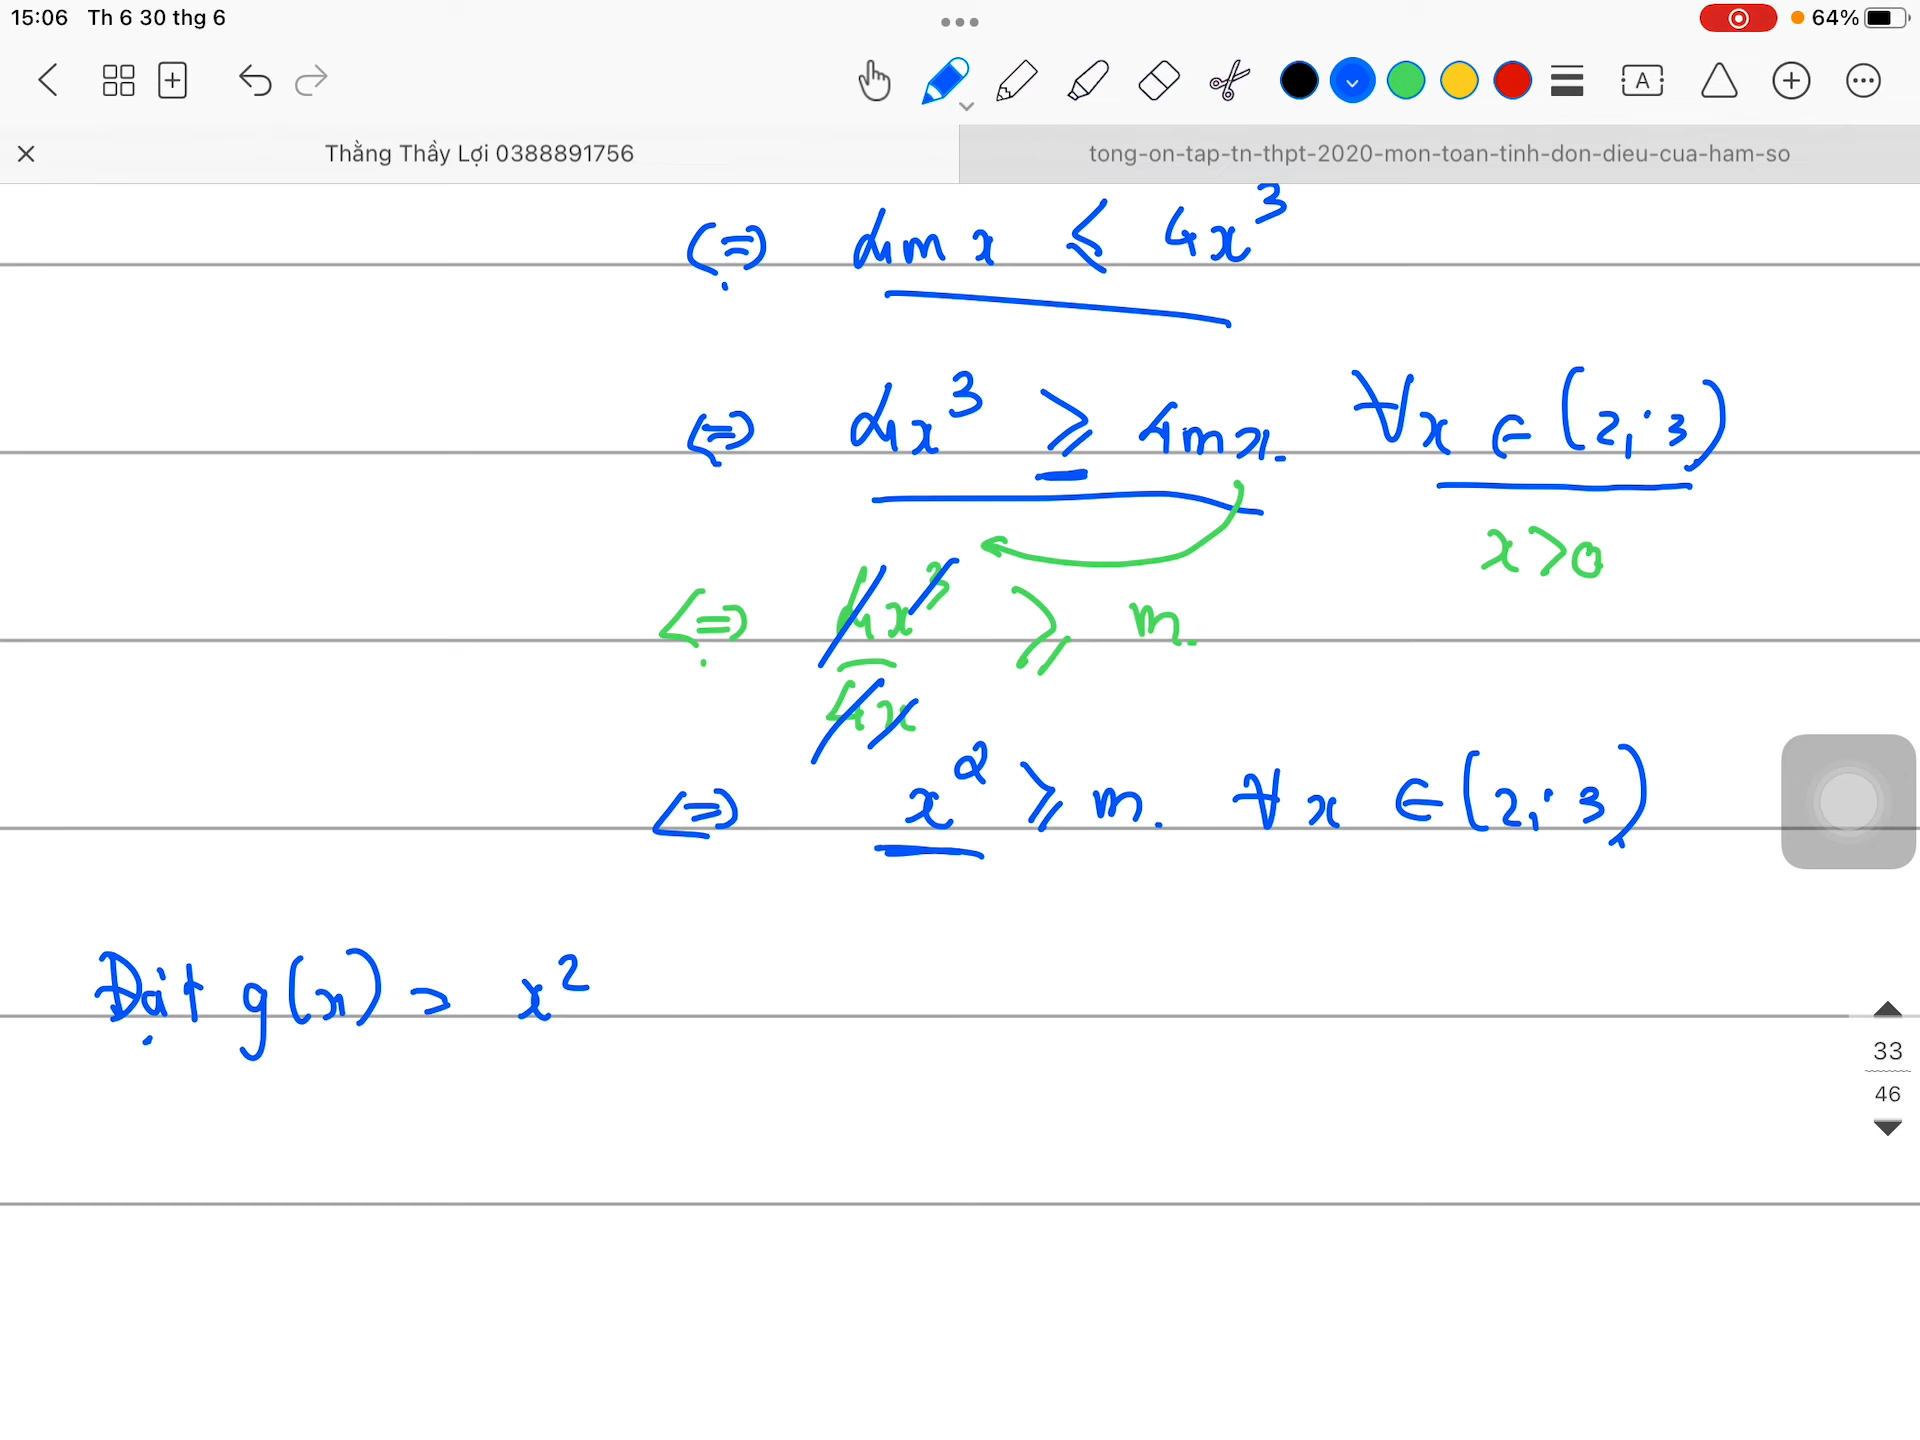 15:06 Th 6 30 thg 6 64%
A
Thằng Thầy Lợi 0388891756 tong-on-tap-tn-thpt-2020-mon-toan-tinh-don-dieu-cua-ham-so
<=> 4mx ≤ 4x³
<=> 4x³ ≥ 4mx. ∀x ∈ (2; 3)
x > 0
<=> 4x³/4x ≥ m.
<=> x² ≥ m. ∀x ∈ (2; 3)
Đặt g(x) = x²
33
46